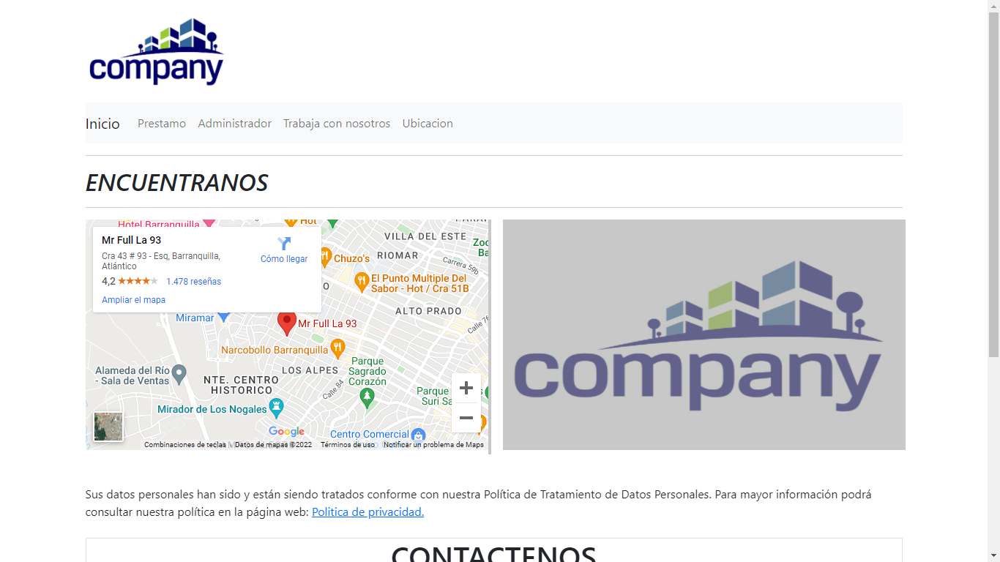 company
Inicio Prestamo Administrador Trabaja con nosotros Ubicacion
ENCUENTRANOS
Hotel Barranquilla
Hot
VILLA DEL ESTE
Zoo
Ba
RIOMAR
Carrera 59b
Mr Full La 93
Cra 43 # 93 - Esq, Barranquilla,
Atlántico
4,2 1.478 reseñas
Ampliar el mapa
Cómo llegar
Chuzo's
El Punto Multiple Del
Sabor - Hot / Cra 51B
O
ALTO PRADO
Calle 76
Miramar
Mr Full La 93
Narcobollo Barranquilla
LOS ALPES
Parque
Sagrado
Corazón
Alameda del Río
- Sala de Ventas
NTE. CENTRO
HISTORICO
Calle 84
Parque
Suri Sa
Mirador de Los Nogales
Google
Centro Comercial
Combinaciones de teclas Datos de mapas ©2022 Términos de uso Notificar un problema de Maps
company
Sus datos personales han sido y están siendo tratados conforme con nuestra Política de Tratamiento de Datos Personales. Para mayor información podrá
consultar nuestra política en la página web: Politica de privacidad.
CONTACTENOS